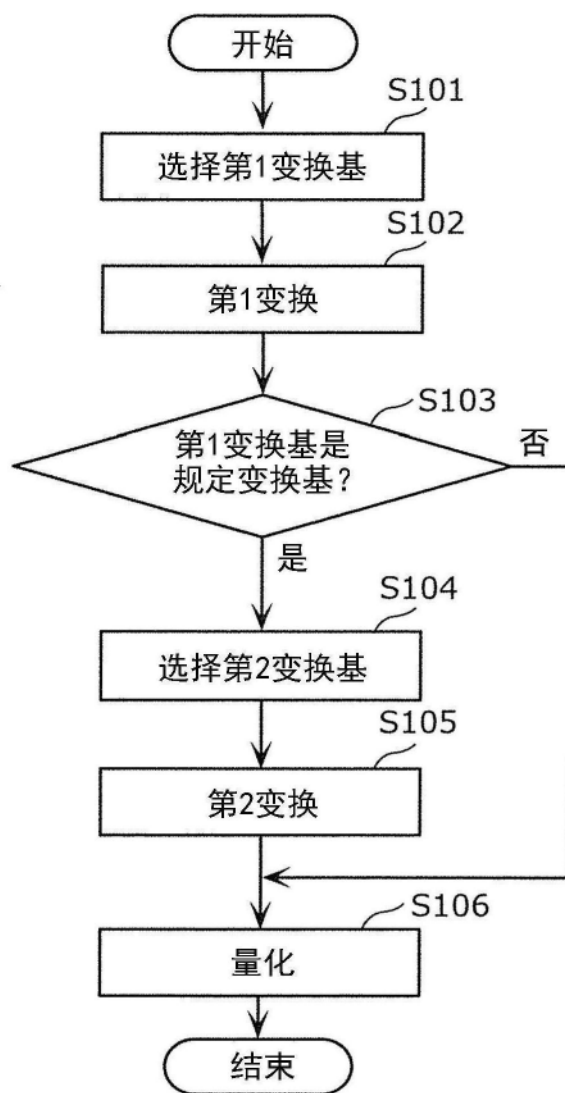 开始
S101
选择第1变换基
S102
第1变换
S103
第1变换基是
规定变换基?
否
是
S104
选择第2变换基
S105
第2变换
S106
量化
结束